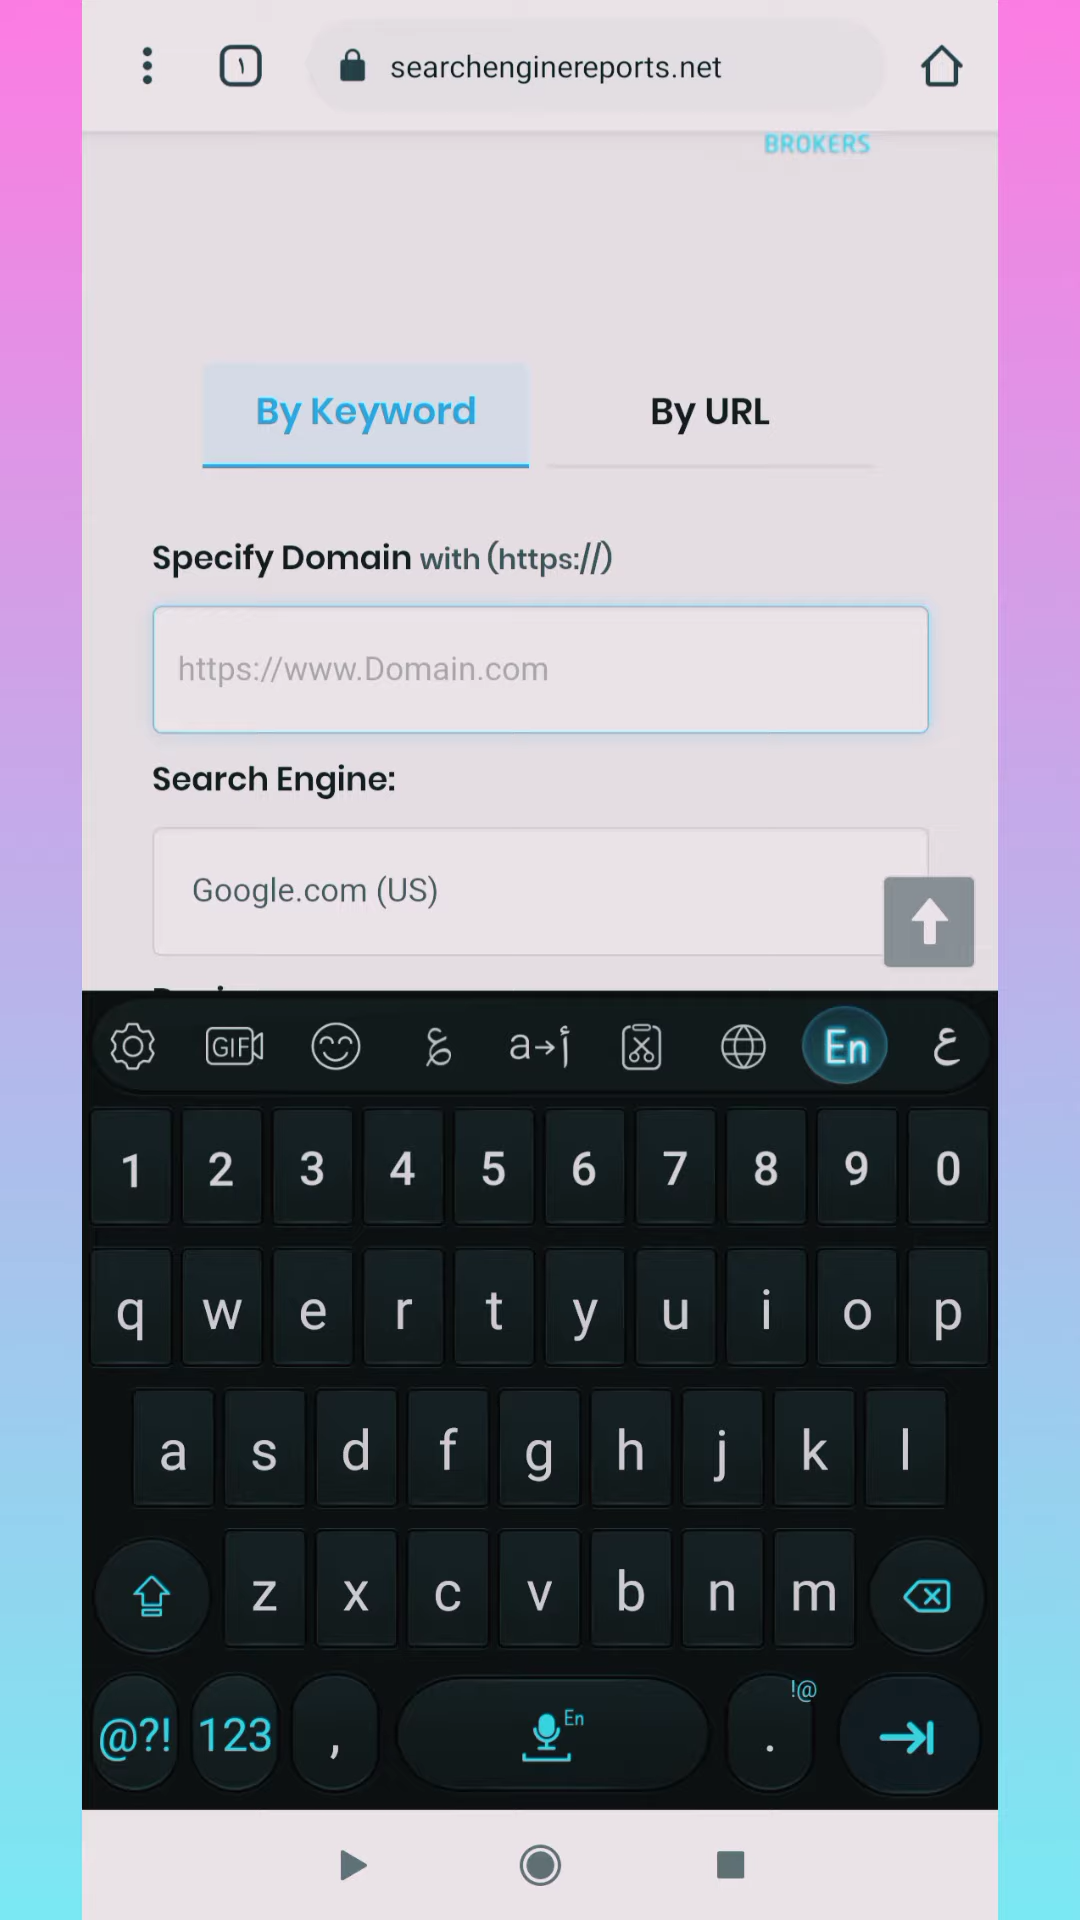 ١
searchenginereports.net
BROKERS
By Keyword
By URL
Specify Domain with (https://)
https://www.Domain.com
Search Engine:
Google.com (US)
GIF
a→أ
En
ع
1 2 3 4 5 6 7 8 9 0
q w e r t y u i o p
a s d f g h j k l
z x c v b n m
!@
@?! 123 , En .